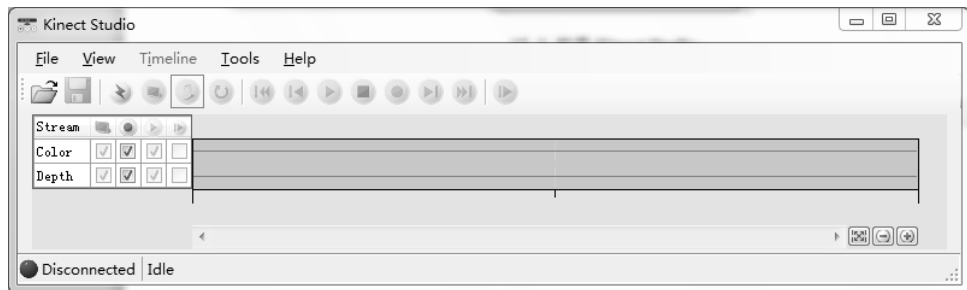 Kinect Studio
File View Timeline Tools Help
Stream
Color
Depth
Disconnected Idle